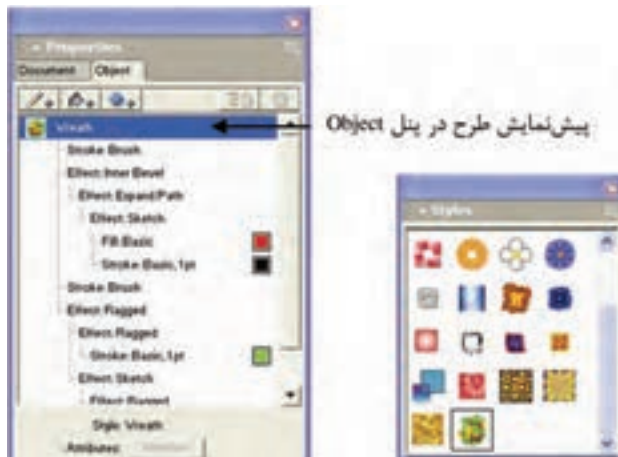 Properties
Document Object
Wreath
پیش‌نمایش طرح در پنل Object
Stroke: Brush
Effect: Inner Bevel
Effect: Expand Path
Effect: Sketch
Fill: Basic
Stroke: Basic, 1pt
Stroke: Brush
Effect: Ragged
Effect: Ragged
Stroke: Basic, 1pt
Effect: Sketch
Effect: Ragged
Style: Wreath
Attributes:
Styles